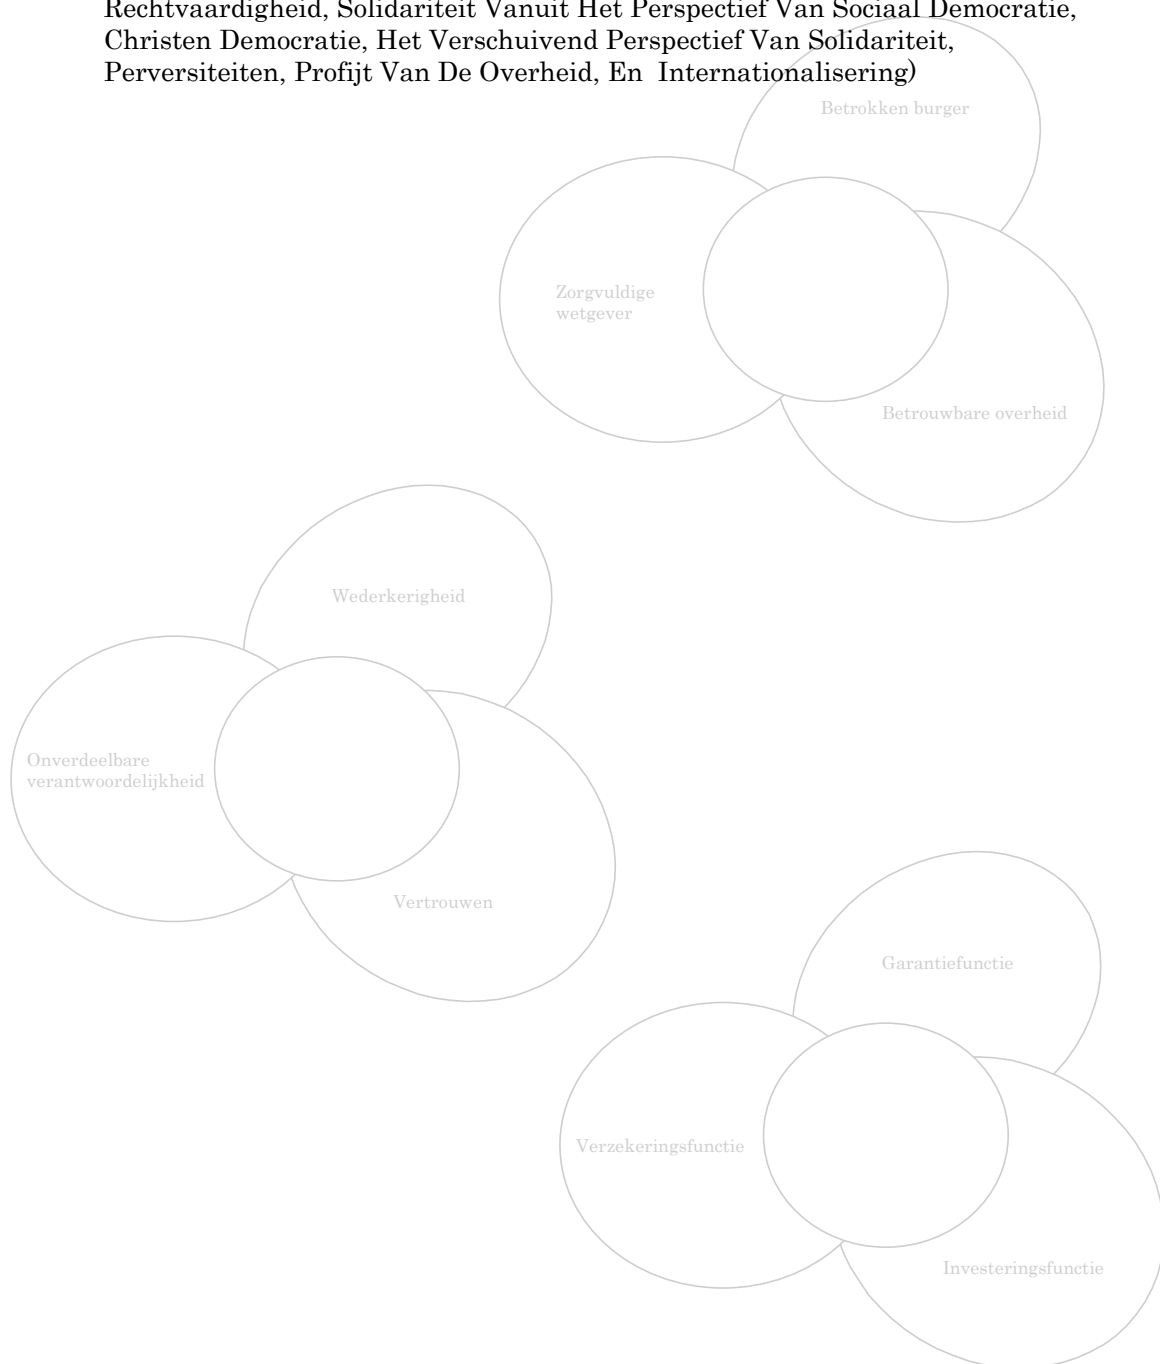 Rechtvaardigheid, Solidariteit Vanuit Het Perspectief Van Sociaal Democratie,
Christen Democratie, Het Verschuivend Perspectief Van Solidariteit,
Perversiteiten, Profijt Van De Overheid, En  Internationalisering)
Betrokken burger
Zorgvuldige
wetgever
Betrouwbare overheid
Wederkerigheid
Onverdeelbare
verantwoordelijkheid
Vertrouwen
Garantiefunctie
Verzekeringsfunctie
Investeringsfunctie